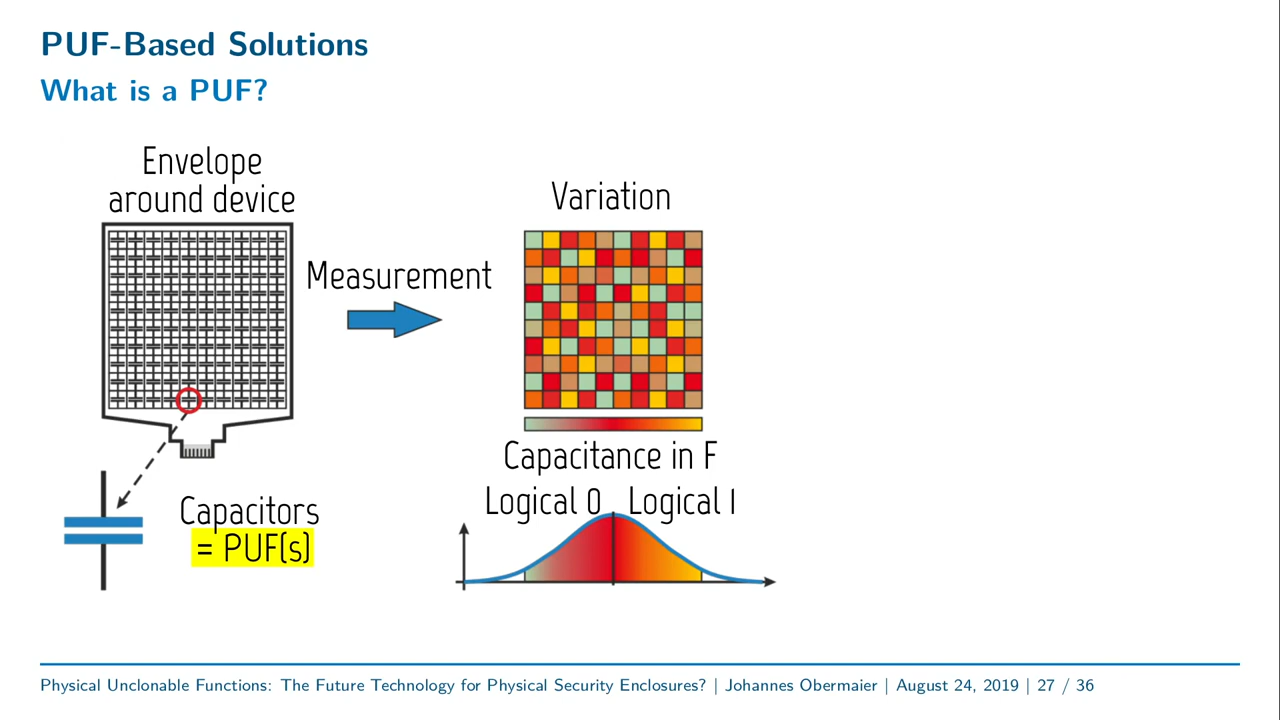 PUF-Based Solutions
What is a PUF?
Envelope
around device
Measurement
Variation
Capacitance in F
Logical 0 Logical 1
Capacitors
= PUF(s)
Physical Unclonable Functions: The Future Technology for Physical Security Enclosures? | Johannes Obermaier | August 24, 2019 | 27 / 36